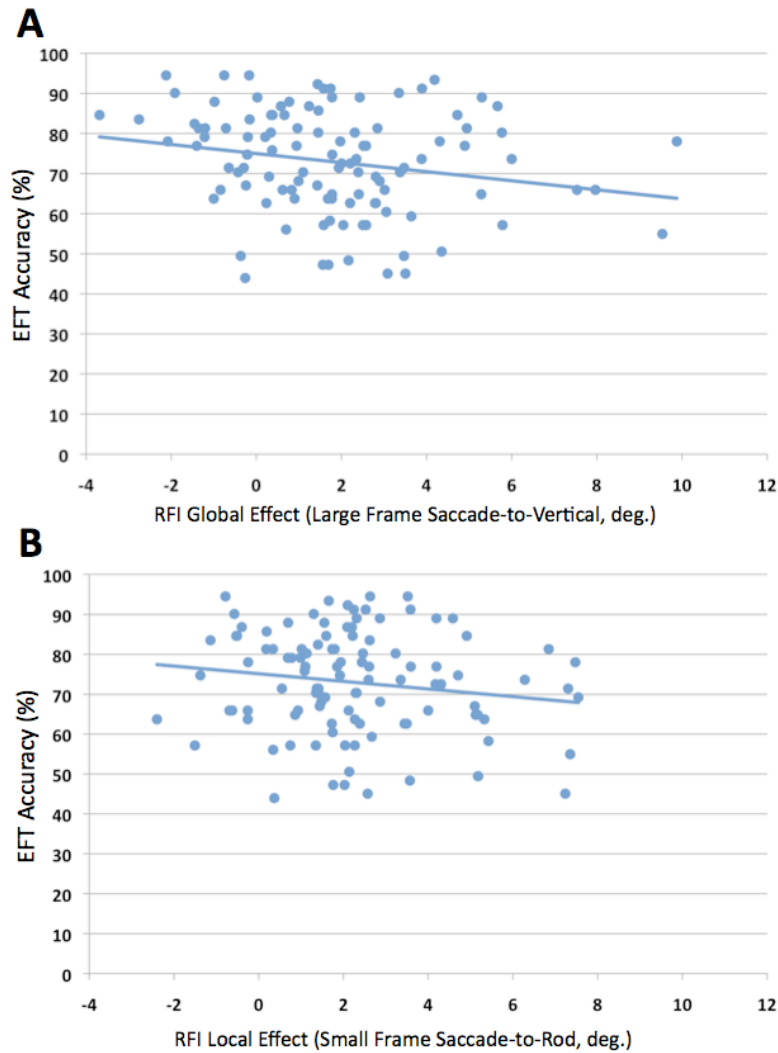 A
100
90
80
70
60
50
40
30
20
10
0
EFT Accuracy (%)
-4 -2 0 2 4 6 8 10 12
RFI Global Effect (Large Frame Saccade-to-Vertical, deg.)
B
100
90
80
70
60
50
40
30
20
10
0
EFT Accuracy (%)
-4 -2 0 2 4 6 8 10 12
RFI Local Effect (Small Frame Saccade-to-Rod, deg.)